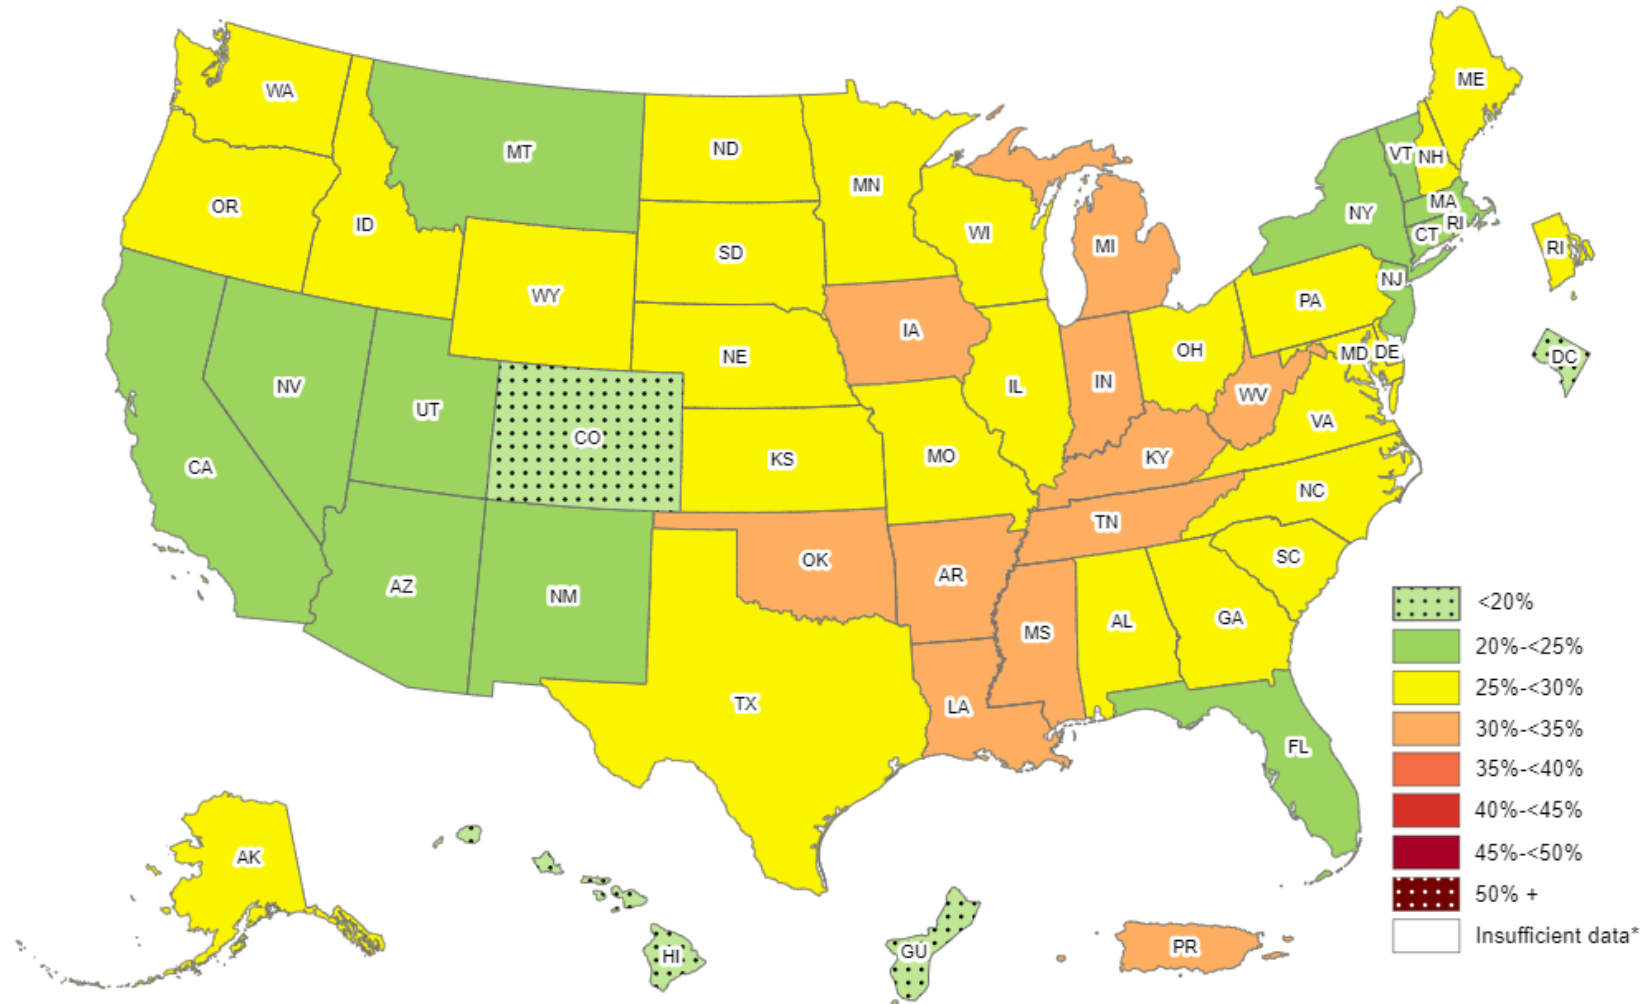 WA
MT
ND
MN
ME
VT
NH
OR
ID
WY
SD
WI
MI
NY
MA
RI
CT
RI
NV
UT
CO
NE
IA
IL
IN
OH
PA
NJ
MD
DE
DC
CA
KS
MO
KY
WV
VA
AZ
NM
OK
AR
TN
NC
SC
TX
LA
MS
AL
GA
FL
AK
HI
GU
PR
<20%
20%-<25%
25%-<30%
30%-<35%
35%-<40%
40%-<45%
45%-<50%
50% +
Insufficient data*